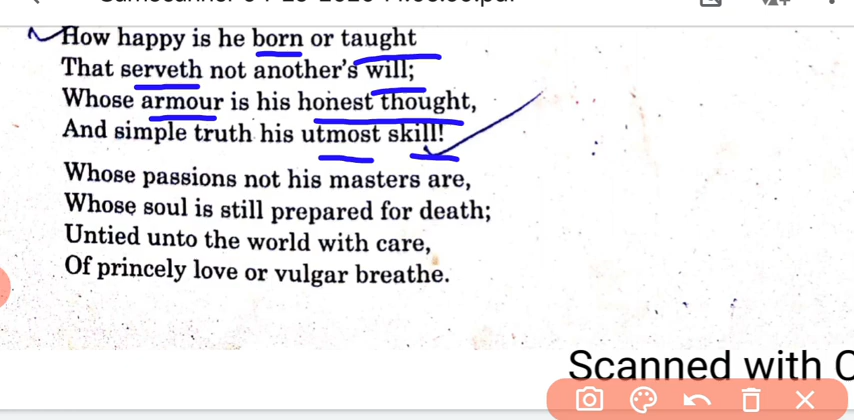 How happy is he born or taught
That serveth not another's will;
Whose armour is his honest thought,
And simple truth his utmost skill!
Whose passions not his masters are,
Whose soul is still prepared for death;
Untied unto the world with care,
Of princely love or vulgar breathe.
Scanned with C